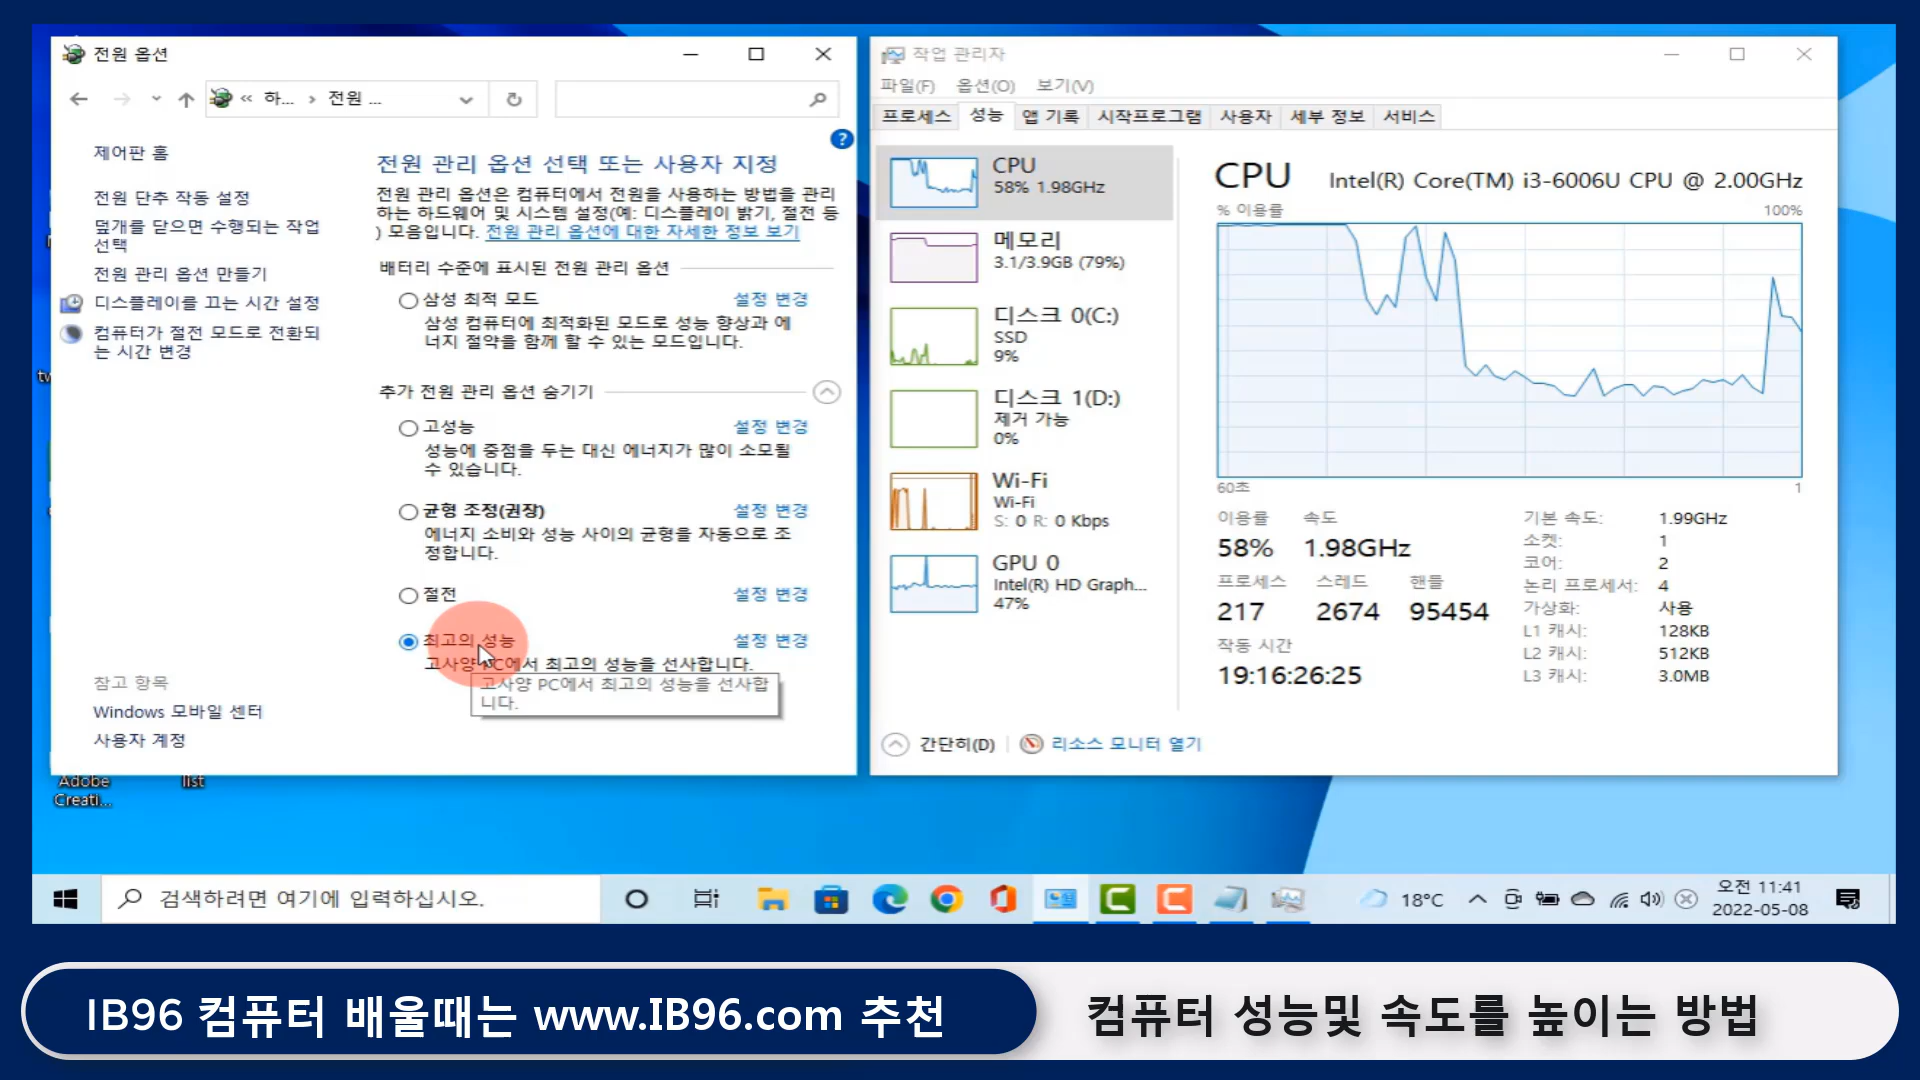 전원 옵션
« 하... › 전원 ...
제어판 홈
전원 단추 작동 설정
덮개를 닫으면 수행되는 작업
선택
전원 관리 옵션 만들기
디스플레이를 끄는 시간 설정
컴퓨터가 절전 모드로 전환되
는 시간 변경
참고 항목
Windows 모바일 센터
사용자 계정
전원 관리 옵션 선택 또는 사용자 지정
전원 관리 옵션은 컴퓨터에서 전원을 사용하는 방법을 관리
하는 하드웨어 및 시스템 설정(예: 디스플레이 밝기, 절전 등
) 모음입니다. 전원 관리 옵션에 대한 자세한 정보 보기
배터리 수준에 표시된 전원 관리 옵션
삼성 최적 모드 설정 변경
삼성 컴퓨터에 최적화된 모드로 성능 향상과 에
너지 절약을 함께 할 수 있는 모드입니다.
추가 전원 관리 옵션 숨기기
고성능 설정 변경
성능에 중점을 두는 대신 에너지가 많이 소모될
수 있습니다.
균형 조정(권장) 설정 변경
에너지 소비와 성능 사이의 균형을 자동으로 조
정합니다.
절전 설정 변경
최고의 성능 설정 변경
고사양 PC에서 최고의 성능을 선사합니다.
고사양 PC에서 최고의 성능을 선사합
니다.
작업 관리자
파일(F) 옵션(O) 보기(V)
프로세스 성능 앱 기록 시작프로그램 사용자 세부 정보 서비스
CPU
58% 1.98GHz
메모리
3.1/3.9GB (79%)
디스크 0(C:)
SSD
9%
디스크 1(D:)
제거 가능
0%
Wi-Fi
Wi-Fi
S: 0 R: 0 Kbps
GPU 0
Intel(R) HD Graph...
47%
CPU Intel(R) Core(TM) i3-6006U CPU @ 2.00GHz
% 이용률 100%
60초 1
이용률 속도
58% 1.98GHz
프로세스 스레드 핸들
217 2674 95454
작동 시간
19:16:26:25
기본 속도: 1.99GHz
소켓: 1
코어: 2
논리 프로세서: 4
가상화: 사용
L1 캐시: 128KB
L2 캐시: 512KB
L3 캐시: 3.0MB
간단히(D) 리소스 모니터 열기
Adobe
Creati...
list
검색하려면 여기에 입력하십시오.
18°C
오전 11:41
2022-05-08
IB96 컴퓨터 배울때는 www.IB96.com 추천
컴퓨터 성능및 속도를 높이는 방법